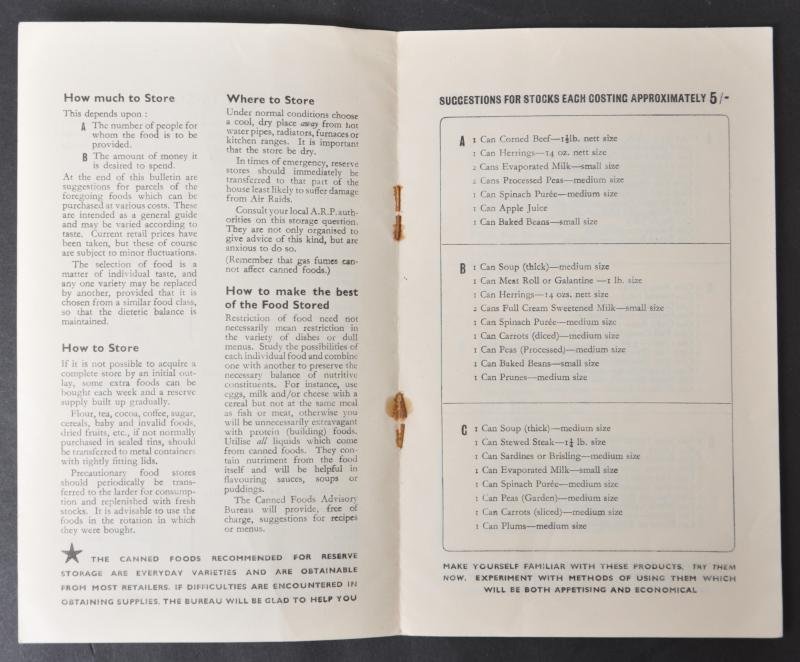 How much to Store
This depends upon :
A The number of people for
whom the food is to be
provided.
B The amount of money it
is desired to spend.
At the end of this bulletin are
suggestions for parcels of the
foregoing foods which can be
purchased at various costs. These
are intended as a general guide
and may be varied according to
taste. Current retail prices have
been taken, but these of course
are subject to minor fluctuations.
The selection of food is a
matter of individual taste, and
any one variety may be replaced
by another, provided that it is
chosen from a similar food class,
so that the dietetic balance is
maintained.
How to Store
If it is not possible to acquire a
complete store by an initial out-
lay, some extra foods can be
bought each week and a reserve
supply built up gradually.
Flour, tea, cocoa, coffee, sugar,
cereals, baby and invalid foods,
dried fruits, etc., if not normally
purchased in sealed tins, should
be transferred to metal containers
with tightly fitting lids.
Precautionary food stores
should periodically be trans-
ferred to the larder for consump-
tion and replenished with fresh
stocks. It is advisable to use the
foods in the rotation in which
they were bought.
Where to Store
Under normal conditions choose
a cool, dry place away from hot
water pipes, radiators, furnaces or
kitchen ranges. It is important
that the store be dry.
In times of emergency, reserve
stores should immediately be
transferred to that part of the
house least likely to suffer damage
from Air Raids.
Consult your local A.R.P. auth-
orities on this storage question.
They are not only organised to
give advice of this kind, but are
anxious to do so.
(Remember that gas fumes can-
not affect canned foods.)
How to make the best
of the Food Stored
Restriction of food need not
necessarily mean restriction in
the variety of dishes or dull
menus. Study the possibilities of
each individual food and combine
one with another to preserve the
necessary balance of nutritive
constituents. For instance, use
eggs, milk and/or cheese with a
cereal but not at the same meal
as fish or meat, otherwise you
will be unnecessarily extravagant
with protein (building) foods.
Utilise all liquids which come
from canned foods. They con-
tain nutriment from the food
itself and will be helpful in
flavouring sauces, soups or
puddings.
The Canned Foods Advisory
Bureau will provide, free of
charge, suggestions for recipes
or menus.
★ THE CANNED FOODS RECOMMENDED FOR RESERVE
STORAGE ARE EVERYDAY VARIETIES AND ARE OBTAINABLE
FROM MOST RETAILERS. IF DIFFICULTIES ARE ENCOUNTERED IN
OBTAINING SUPPLIES, THE BUREAU WILL BE GLAD TO HELP YOU
SUGGESTIONS FOR STOCKS EACH COSTING APPROXIMATELY 5/-
A 1 Can Corned Beef—1½lb. nett size
1 Can Herrings—14 oz. nett size
2 Cans Evaporated Milk—small size
2 Cans Processed Peas—medium size
1 Can Spinach Purée—medium size
1 Can Apple Juice
1 Can Baked Beans—small size
B 1 Can Soup (thick)—medium size
1 Can Meat Roll or Galantine —1 lb. size
1 Can Herrings—14 ozs. nett size
2 Cans Full Cream Sweetened Milk—small size
1 Can Spinach Purée—medium size
1 Can Carrots (diced)—medium size
1 Can Peas (Processed)—medium size
1 Can Baked Beans—small size
1 Can Prunes—medium size
C 1 Can Soup (thick)—medium size
1 Can Stewed Steak—1¼ lb. size
1 Can Sardines or Brisling—medium size
1 Can Evaporated Milk—small size
1 Can Spinach Purée—medium size
1 Can Peas (Garden)—medium size
1 Can Carrots (sliced)—medium size
1 Can Plums—medium size
MAKE YOURSELF FAMILIAR WITH THESE PRODUCTS. TRY THEM
NOW. EXPERIMENT WITH METHODS OF USING THEM WHICH
WILL BE BOTH APPETISING AND ECONOMICAL